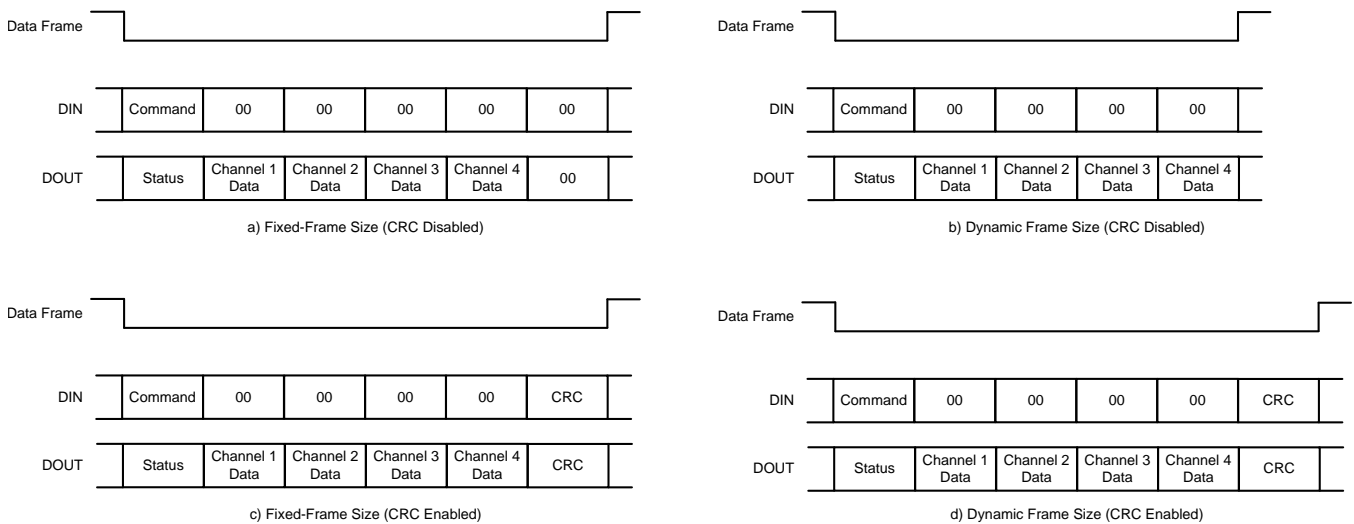 Data Frame
DIN
Command
00
00
00
00
00
DOUT
Status
Channel 1
Data
Channel 2
Data
Channel 3
Data
Channel 4
Data
00
a) Fixed-Frame Size (CRC Disabled)
Data Frame
DIN
Command
00
00
00
00
DOUT
Status
Channel 1
Data
Channel 2
Data
Channel 3
Data
Channel 4
Data
b) Dynamic Frame Size (CRC Disabled)
Data Frame
DIN
Command
00
00
00
00
CRC
DOUT
Status
Channel 1
Data
Channel 2
Data
Channel 3
Data
Channel 4
Data
CRC
c) Fixed-Frame Size (CRC Enabled)
Data Frame
DIN
Command
00
00
00
00
CRC
DOUT
Status
Channel 1
Data
Channel 2
Data
Channel 3
Data
Channel 4
Data
CRC
d) Dynamic Frame Size (CRC Enabled)